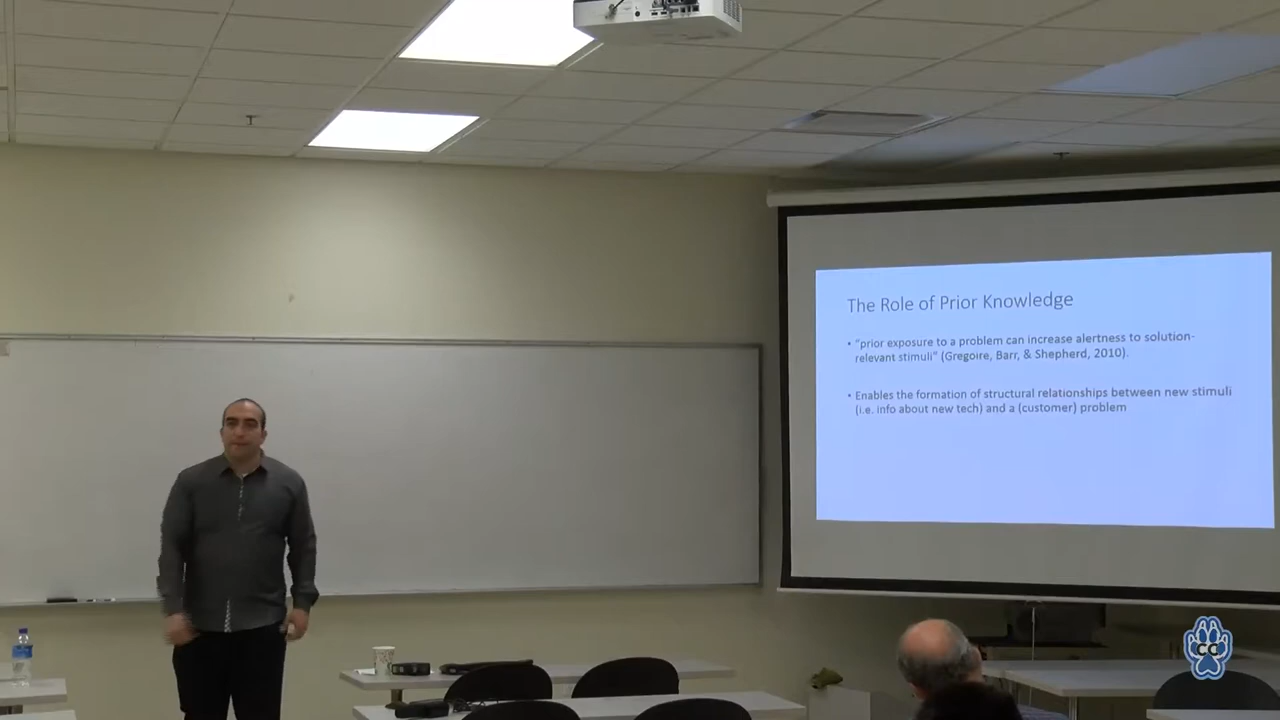 The Role of Prior Knowledge
• "prior exposure to a problem can increase alertness to solution-
relevant stimuli" (Gregoire, Barr, & Shepherd, 2010).
• Enables the formation of structural relationships between new stimuli
(i.e. info about new tech) and a (customer) problem
CC